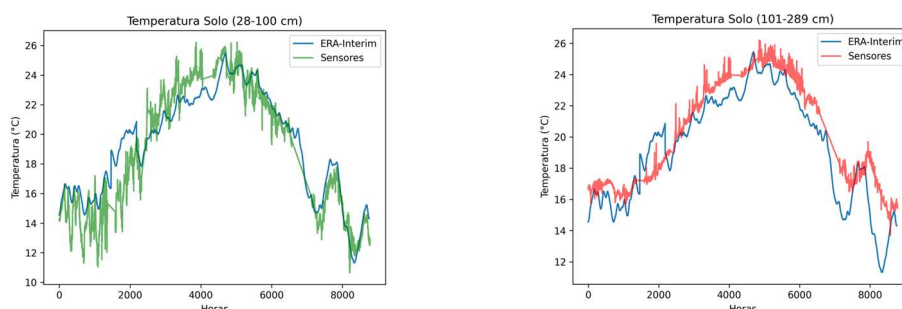 Temperatura Solo (28-100 cm)
ERA-Interim
Sensores
26
24
22
20
18
16
14
12
10
Temperatura (°C)
0
2000
4000
6000
8000
Horas
Temperatura Solo (101-289 cm)
ERA-Interim
Sensores
26
24
22
20
18
16
14
12
Temperatura (°C)
0
2000
4000
6000
8000
Horas